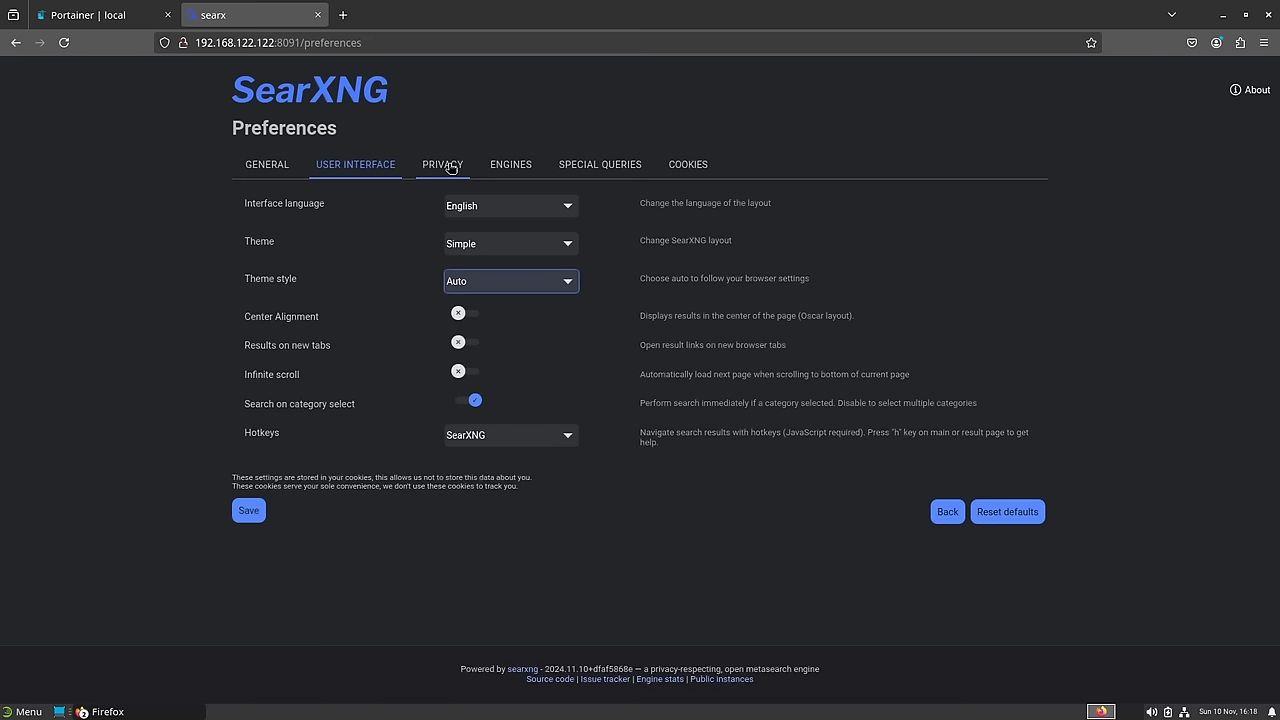 Portainer | local
searx
192.168.122.122:8091/preferences
SearXNG
About
Preferences
GENERAL
USER INTERFACE
PRIVACY
ENGINES
SPECIAL QUERIES
COOKIES
Interface language
English
Change the language of the layout
Theme
Simple
Change SearXNG layout
Theme style
Auto
Choose auto to follow your browser settings
Center Alignment
Displays results in the center of the page (Oscar layout).
Results on new tabs
Open result links on new browser tabs
Infinite scroll
Automatically load next page when scrolling to bottom of current page
Search on category select
Perform search immediately if a category selected. Disable to select multiple categories
Hotkeys
SearXNG
Navigate search results with hotkeys (JavaScript required). Press "h" key on main or result page to get
help.
These settings are stored in your cookies, this allows us not to store this data about you.
These cookies serve your sole convenience, we don't use these cookies to track you.
Save
Back
Reset defaults
Powered by searxng - 2024.11.10+dfaf5868e — a privacy-respecting, open metasearch engine
Source code | Issue tracker | Engine stats | Public instances
Menu
2 Firefox
Sun 10 Nov, 16:18